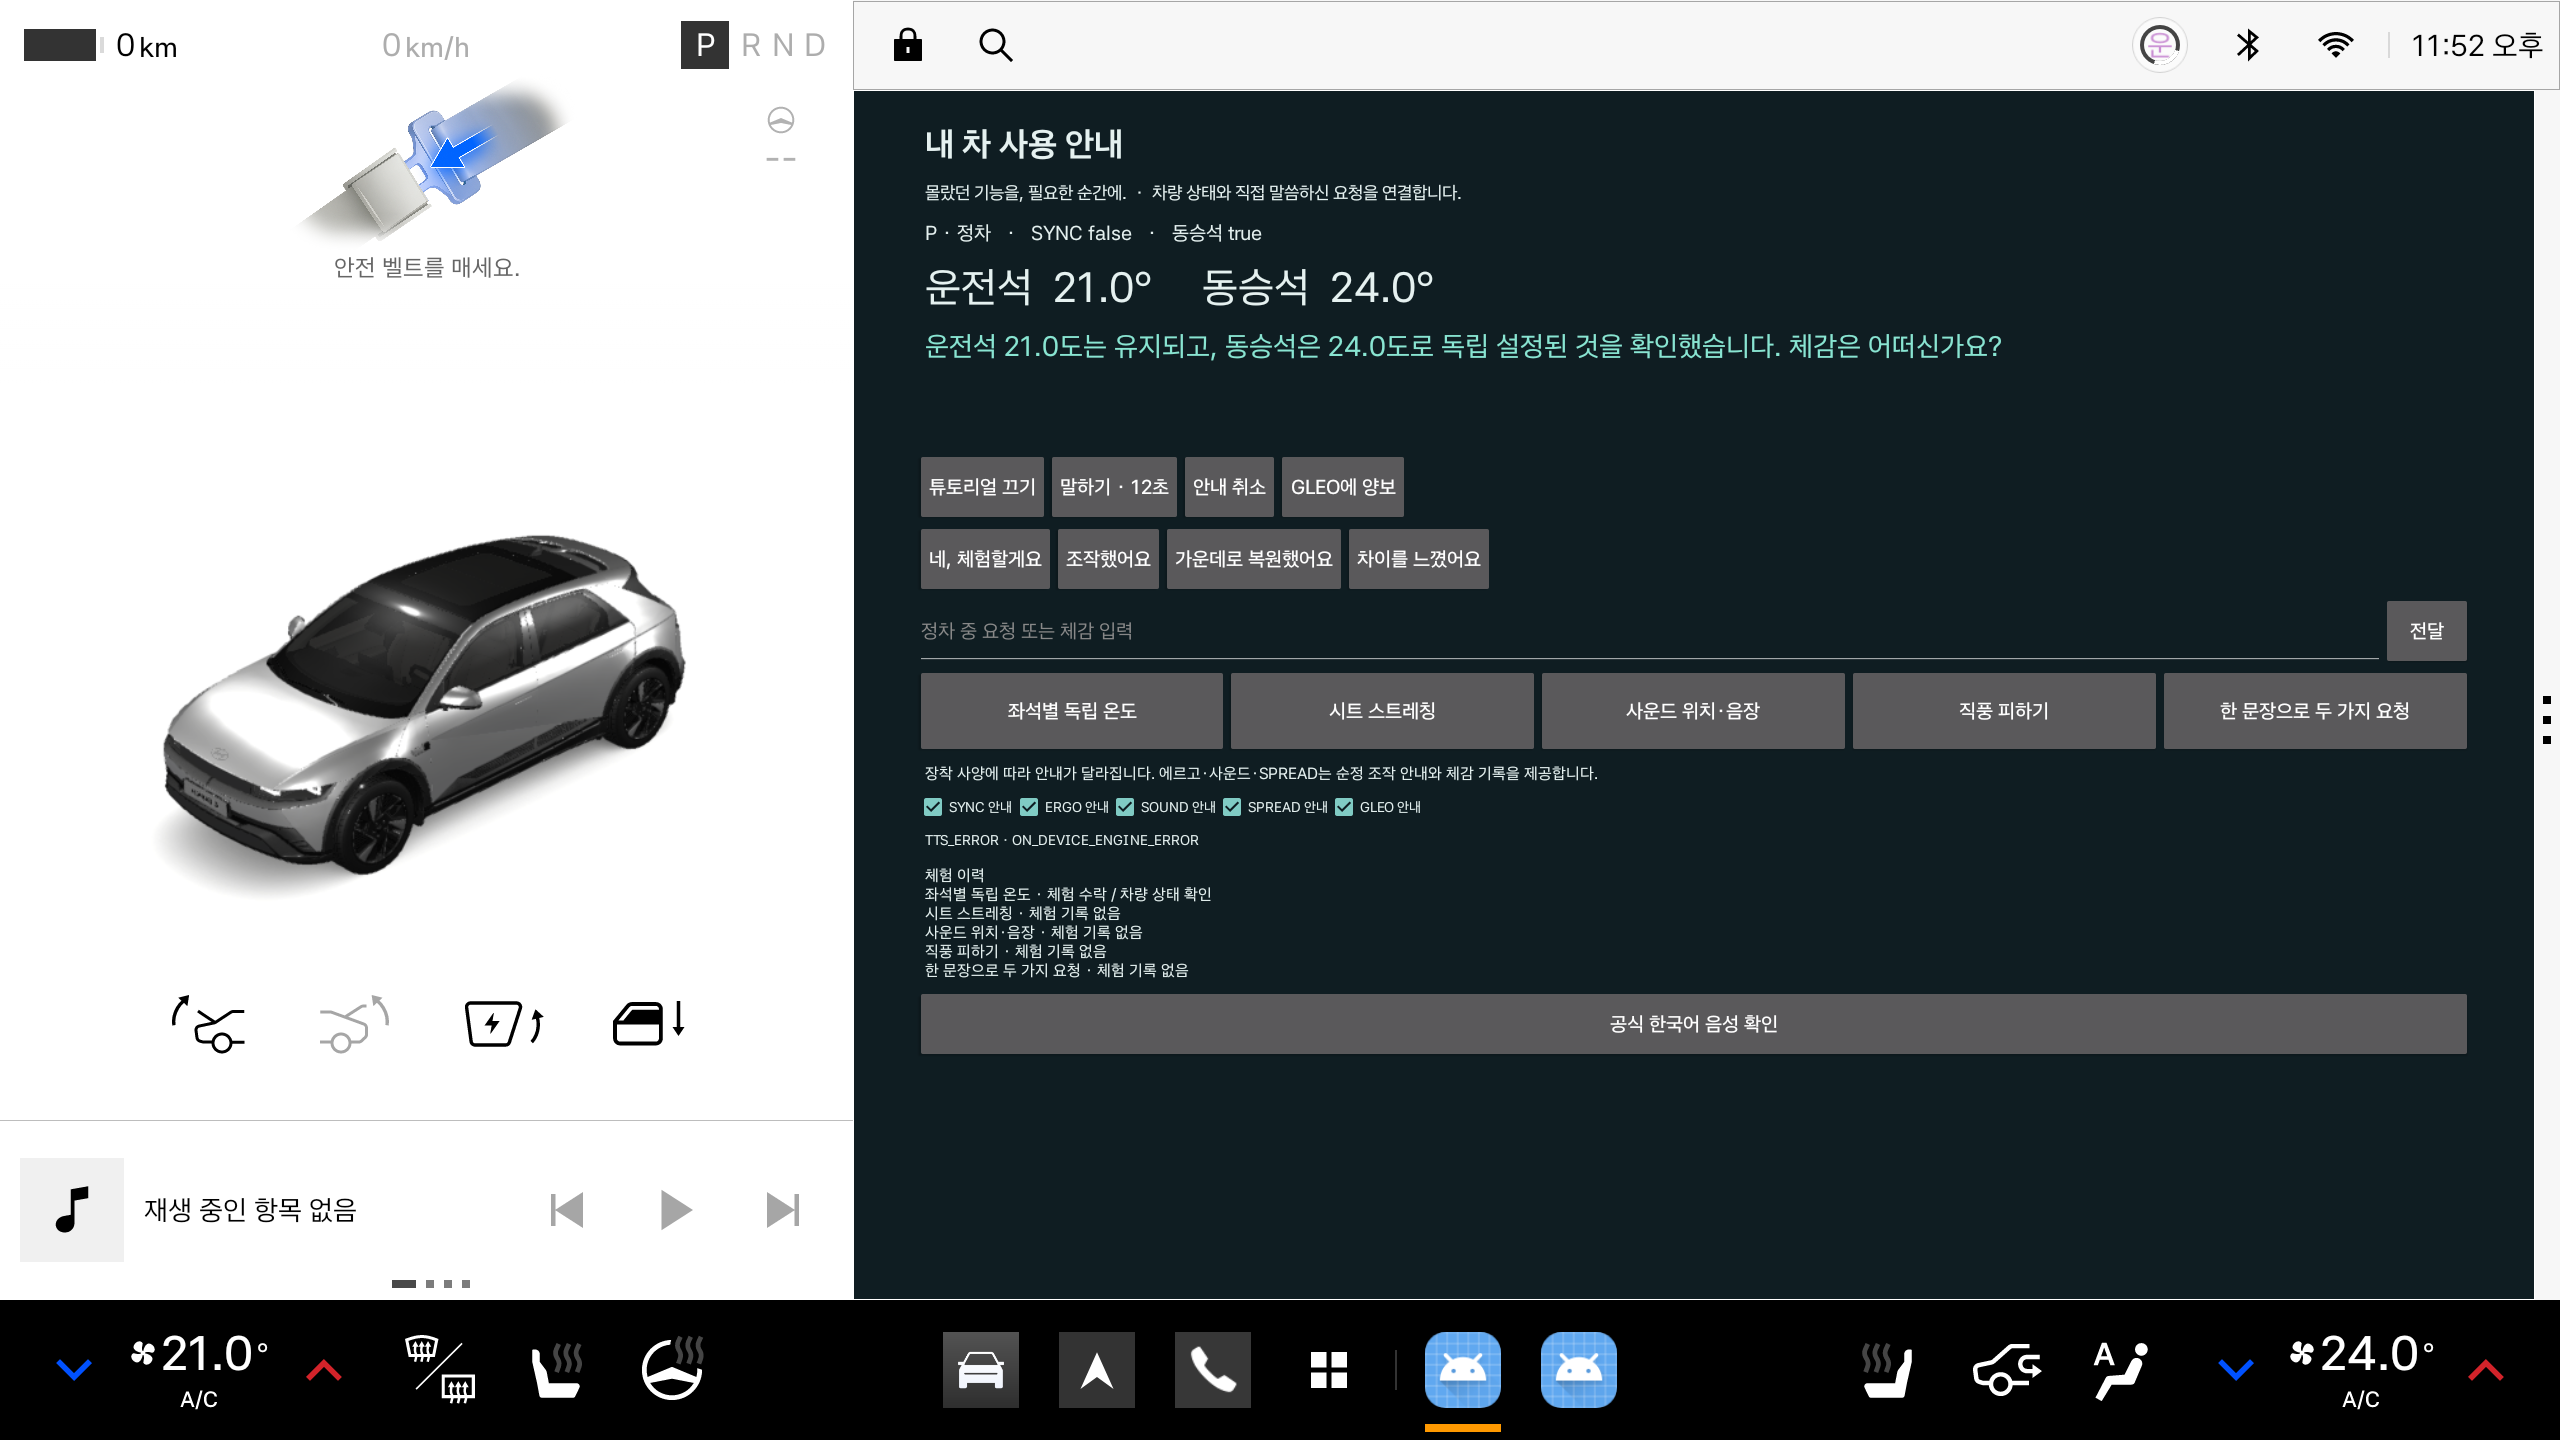 0 km
0 km/h
P R N D
안전 벨트를 매세요.
재생 중인 항목 없음
운
11:52 오후
내 차 사용 안내
몰랐던 기능을, 필요한 순간에. · 차량 상태와 직접 말씀하신 요청을 연결합니다.
P · 정차 · SYNC false · 동승석 true
운전석 21.0° 동승석 24.0°
운전석 21.0도는 유지되고, 동승석은 24.0도로 독립 설정된 것을 확인했습니다. 체감은 어떠신가요?
튜토리얼 끄기 말하기 · 12초 안내 취소 GLEO에 양보
네, 체험할게요 조작했어요 가운데로 복원했어요 차이를 느꼈어요
정차 중 요청 또는 체감 입력 전달
좌석별 독립 온도 시트 스트레칭 사운드 위치·음장 직풍 피하기 한 문장으로 두 가지 요청
장착 사양에 따라 안내가 달라집니다. 에르고·사운드·SPREAD는 순정 조작 안내와 체감 기록을 제공합니다.
SYNC 안내 ERGO 안내 SOUND 안내 SPREAD 안내 GLEO 안내
TTS_ERROR · ON_DEVICE_ENGINE_ERROR
체험 이력
좌석별 독립 온도 · 체험 수락 / 차량 상태 확인
시트 스트레칭 · 체험 기록 없음
사운드 위치·음장 · 체험 기록 없음
직풍 피하기 · 체험 기록 없음
한 문장으로 두 가지 요청 · 체험 기록 없음
공식 한국어 음성 확인
21.0°
A/C
A
24.0°
A/C